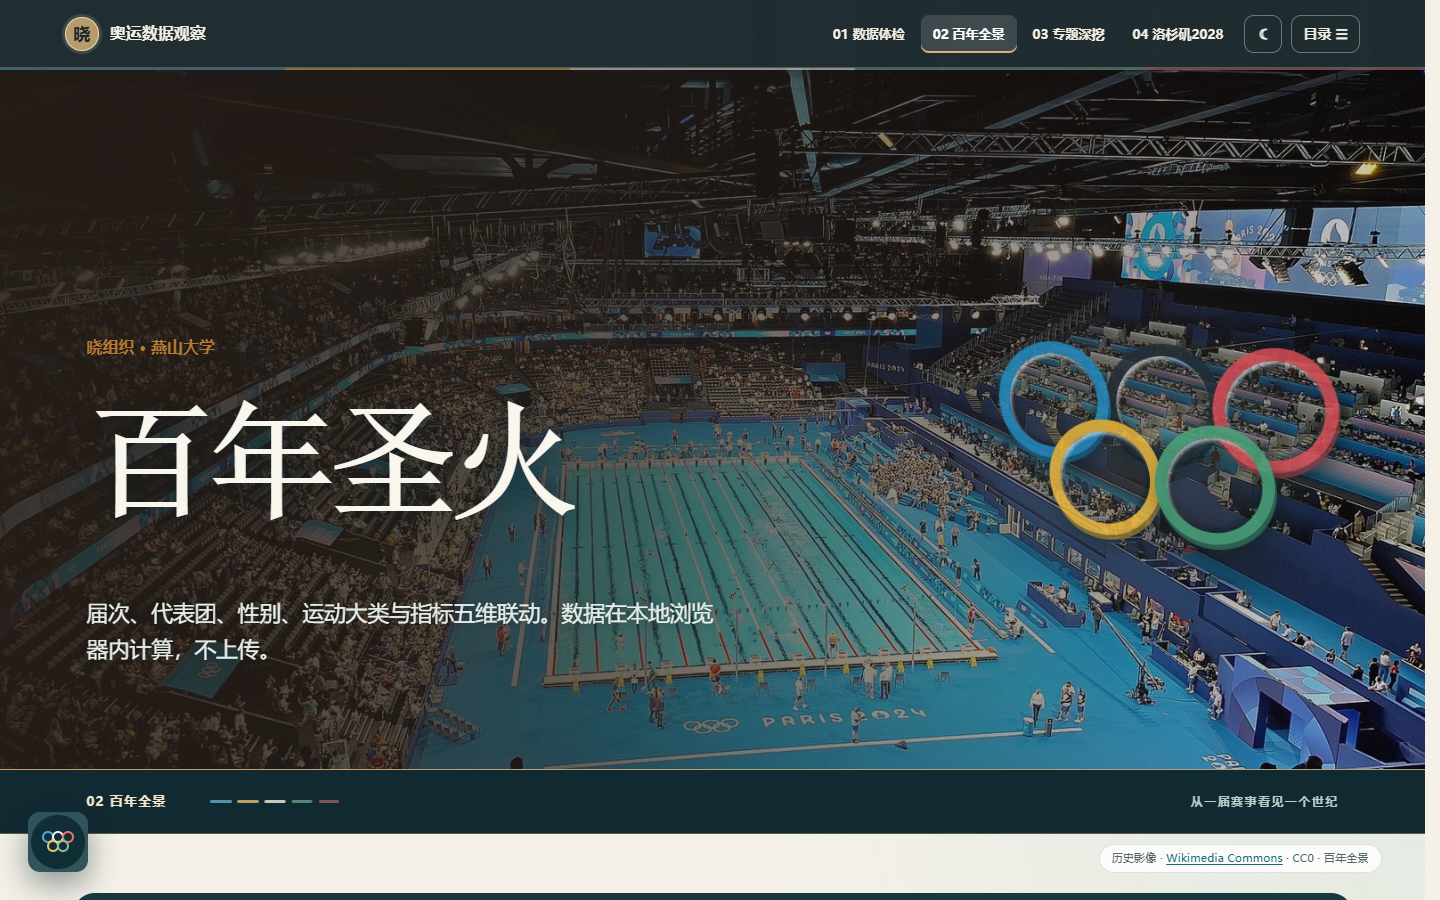 晓 奥运数据观察
01 数据体检 02 百年全景 03 专题深挖 04 洛杉矶2028 目录 ☰
PARIS 2024
晓组织 • 燕山大学
百年圣火
届次、代表团、性别、运动大类与指标五维联动。数据在本地浏览
器内计算，不上传。
PARIS 2024
02 百年全景
从一届赛事看见一个世纪
历史影像 · Wikimedia Commons · CC0 · 百年全景